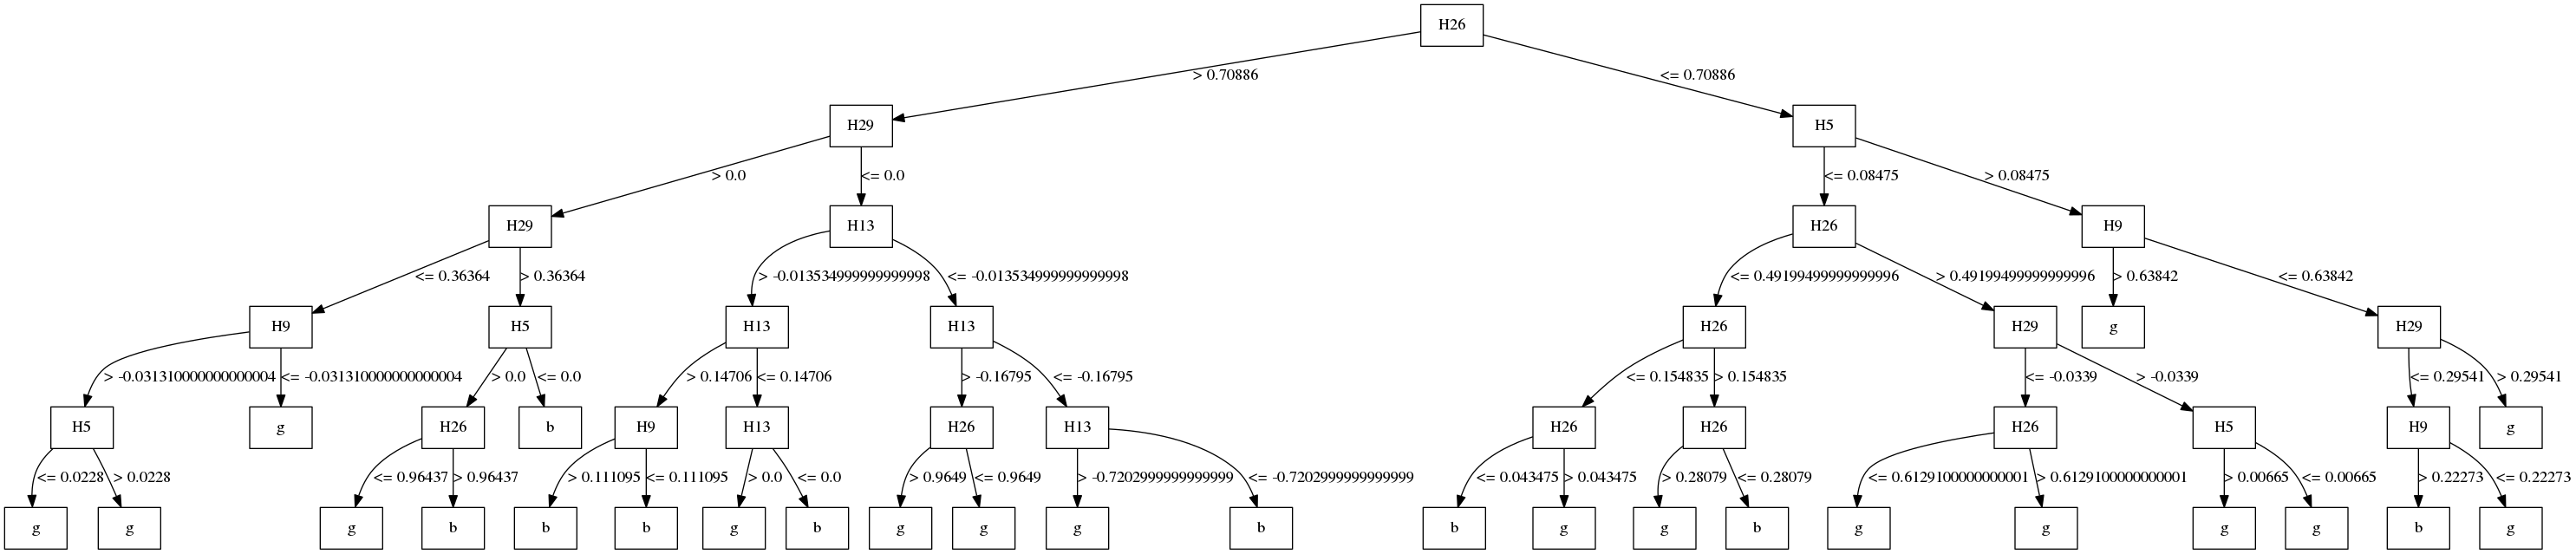 H26
> 0.70886
<= 0.70886
H29
H5
> 0.0
<= 0.0
<= 0.08475
> 0.08475
H29
H13
H26
H9
<= 0.36364
> 0.36364
> -0.013534999999999998
<= -0.013534999999999998
<= 0.49199499999999996
> 0.49199499999999996
> 0.63842
<= 0.63842
H9
H5
H13
H13
H26
H29
g
H29
> -0.031310000000000004
<= -0.031310000000000004
> 0.0
<= 0.0
> 0.14706
<= 0.14706
> -0.16795
<= -0.16795
<= 0.154835
> 0.154835
<= -0.0339
> -0.0339
<= 0.29541
> 0.29541
H5
g
H26
b
H9
H13
H26
H13
H26
H26
H26
H5
H9
g
<= 0.0228
> 0.0228
<= 0.96437
> 0.96437
> 0.111095
<= 0.111095
> 0.0
<= 0.0
> 0.9649
<= 0.9649
> -0.7202999999999999
<= -0.7202999999999999
<= 0.043475
> 0.043475
> 0.28079
<= 0.28079
<= 0.6129100000000001
> 0.6129100000000001
> 0.00665
<= 0.00665
> 0.22273
<= 0.22273
g
g
g
b
b
b
g
b
g
g
g
b
b
g
g
b
g
g
g
g
b
g